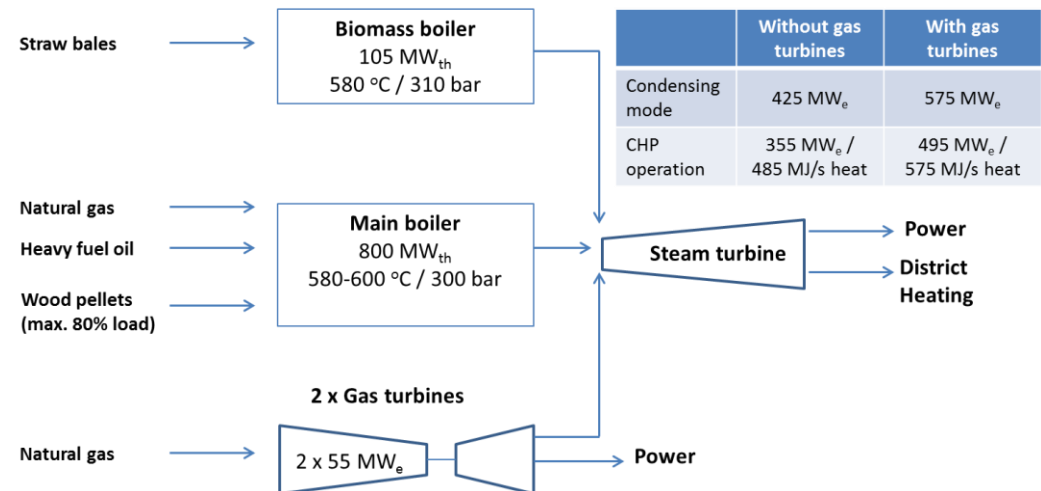 Straw bales
Biomass boiler
105 MWth
580 °C / 310 bar
Without gas turbines
With gas turbines
Condensing mode
425 MWe
575 MWe
CHP operation
355 MWe /
485 MJ/s heat
495 MWe /
575 MJ/s heat
Natural gas
Heavy fuel oil
Wood pellets
(max. 80% load)
Main boiler
800 MWth
580-600 °C / 300 bar
Steam turbine
Power
District
Heating
2 x Gas turbines
Natural gas
2 x 55 MWe
Power